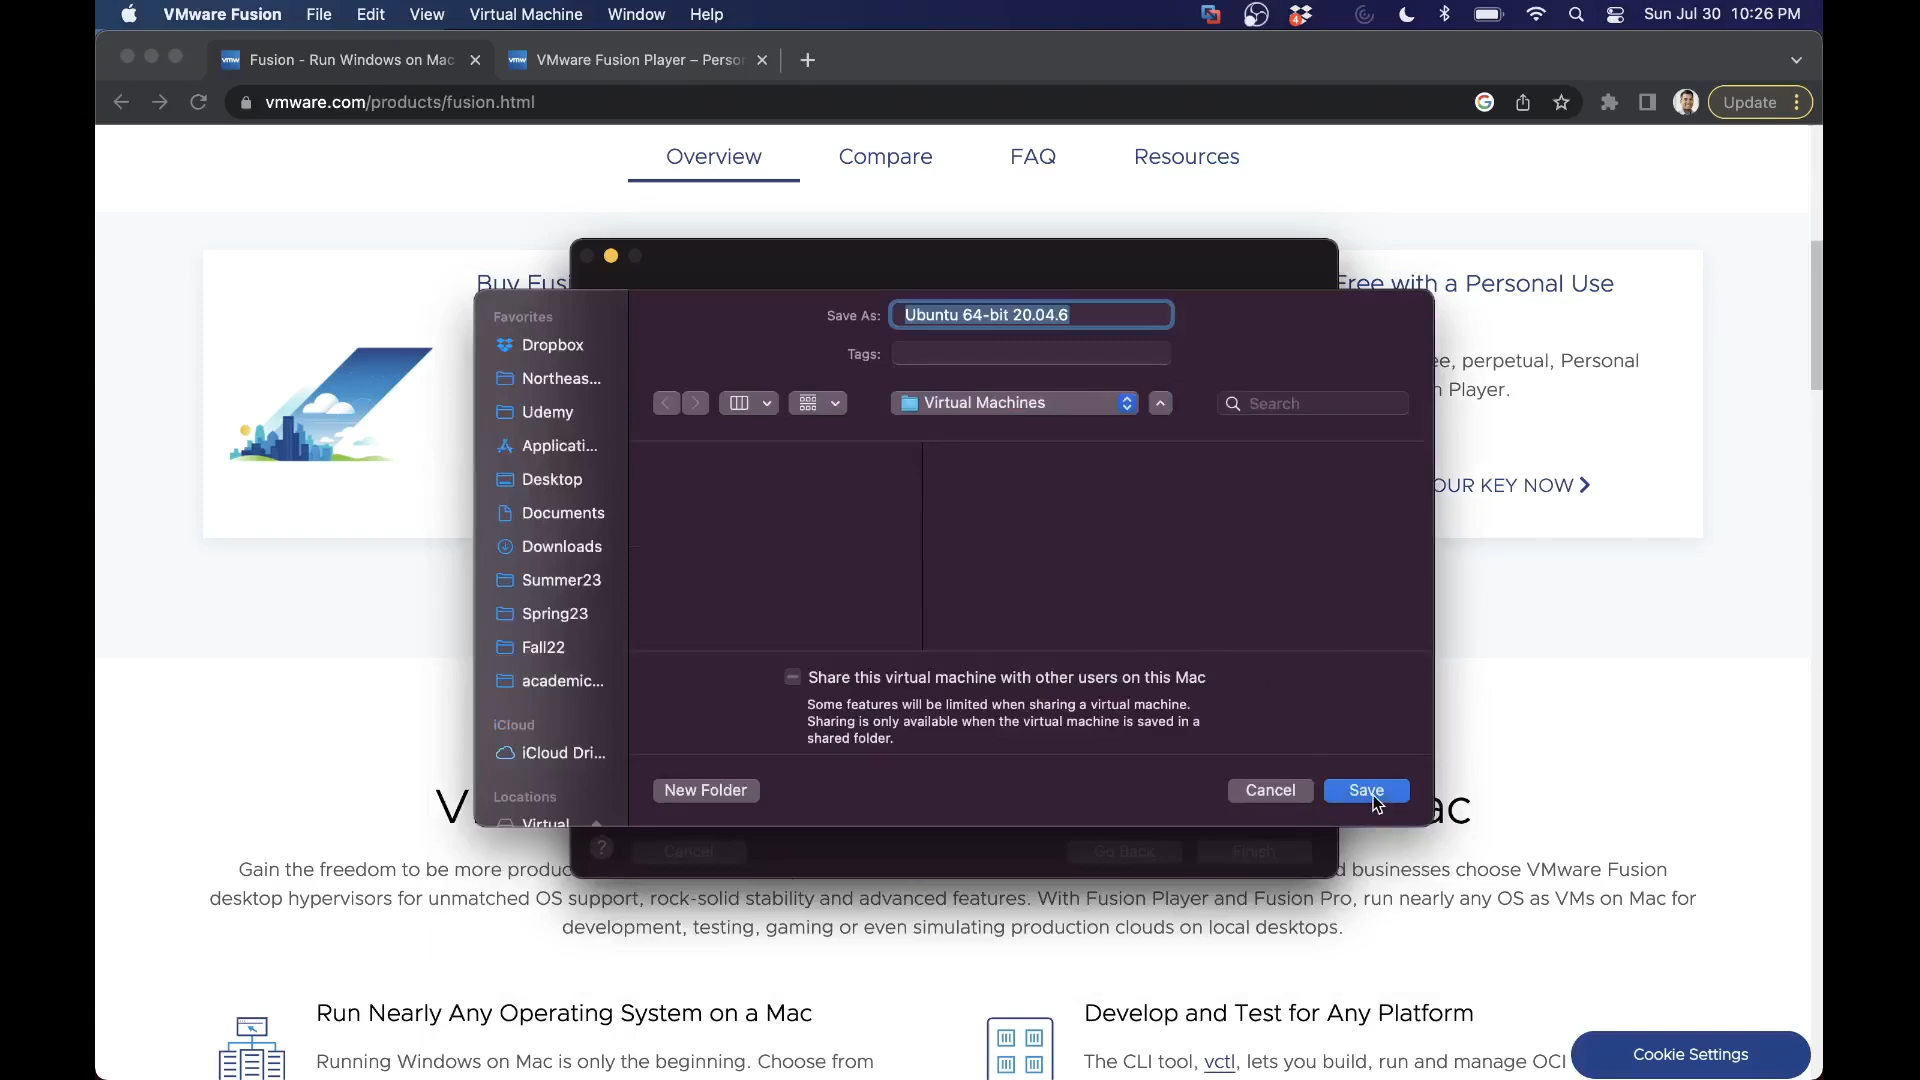 VMware Fusion File Edit View Virtual Machine Window Help
4
Sun Jul 30 10:26 PM
vmw Fusion - Run Windows on Mac
vmw VMware Fusion Player – Perso
vmware.com/products/fusion.html
Update
Overview Compare FAQ Resources
Buy Fusi
Free with a Personal Use
ee, perpetual, Personal
n Player.
OUR KEY NOW
Favorites
Dropbox
Northeas...
Udemy
Applicati...
Desktop
Documents
Downloads
Summer23
Spring23
Fall22
academic...
iCloud
iCloud Dri...
Locations
Virtual
Save As: Ubuntu 64-bit 20.04.6
Tags:
Virtual Machines
Search
Share this virtual machine with other users on this Mac
Some features will be limited when sharing a virtual machine.
Sharing is only available when the virtual machine is saved in a
shared folder.
New Folder Cancel Save
? Cancel Go Back Finish
V ac
Gain the freedom to be more produc d businesses choose VMware Fusion
desktop hypervisors for unmatched OS support, rock-solid stability and advanced features. With Fusion Player and Fusion Pro, run nearly any OS as VMs on Mac for
development, testing, gaming or even simulating production clouds on local desktops.
Run Nearly Any Operating System on a Mac
Running Windows on Mac is only the beginning. Choose from
Develop and Test for Any Platform
The CLI tool, vctl, lets you build, run and manage OCI
Cookie Settings